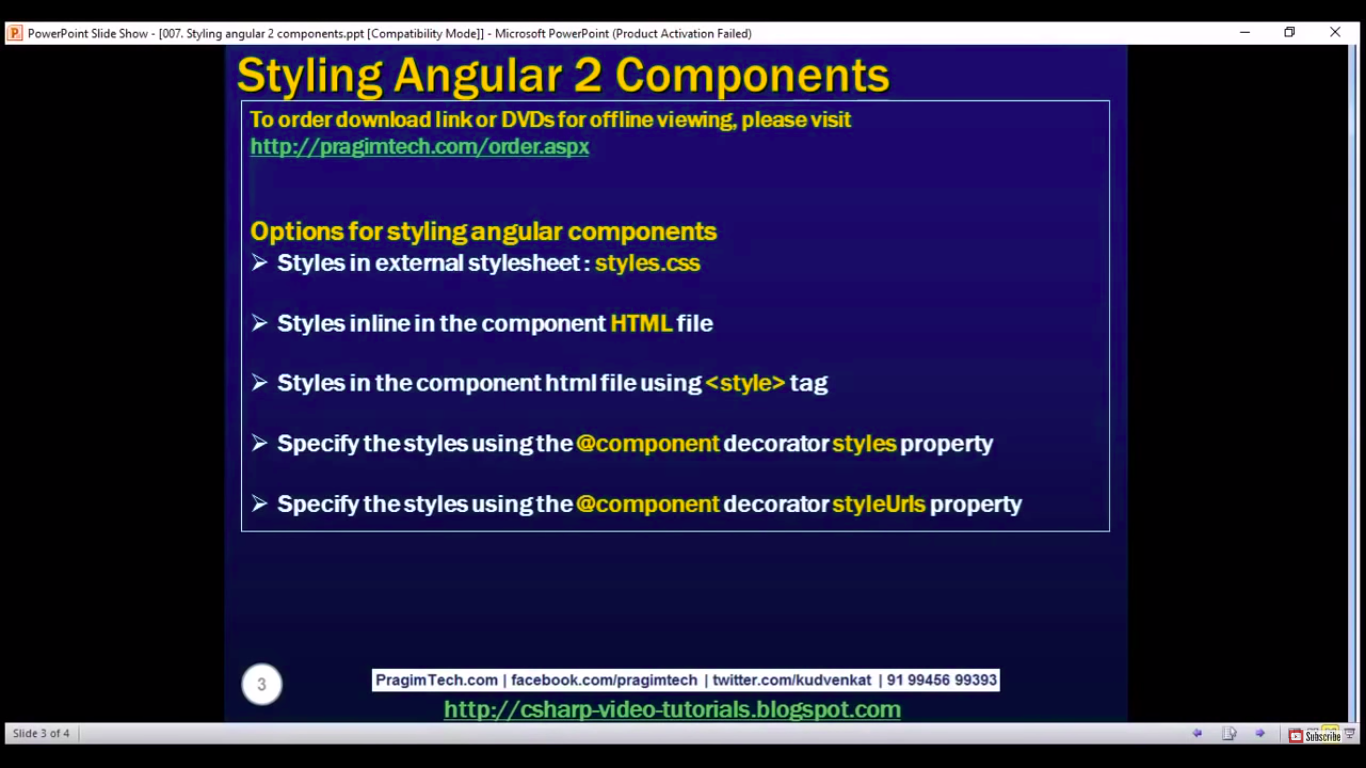 PowerPoint Slide Show - [007. Styling angular 2 components.ppt [Compatibility Mode]] - Microsoft PowerPoint (Product Activation Failed)
Styling Angular 2 Components
To order download link or DVDs for offline viewing, please visit
http://pragimtech.com/order.aspx
Options for styling angular components
Styles in external stylesheet : styles.css
Styles inline in the component HTML file
Styles in the component html file using <style> tag
Specify the styles using the @component decorator styles property
Specify the styles using the @component decorator styleUrls property
3
PragimTech.com | facebook.com/pragimtech | twitter.com/kudvenkat | 91 99456 99393
http://csharp-video-tutorials.blogspot.com
Slide 3 of 4
Subscribe